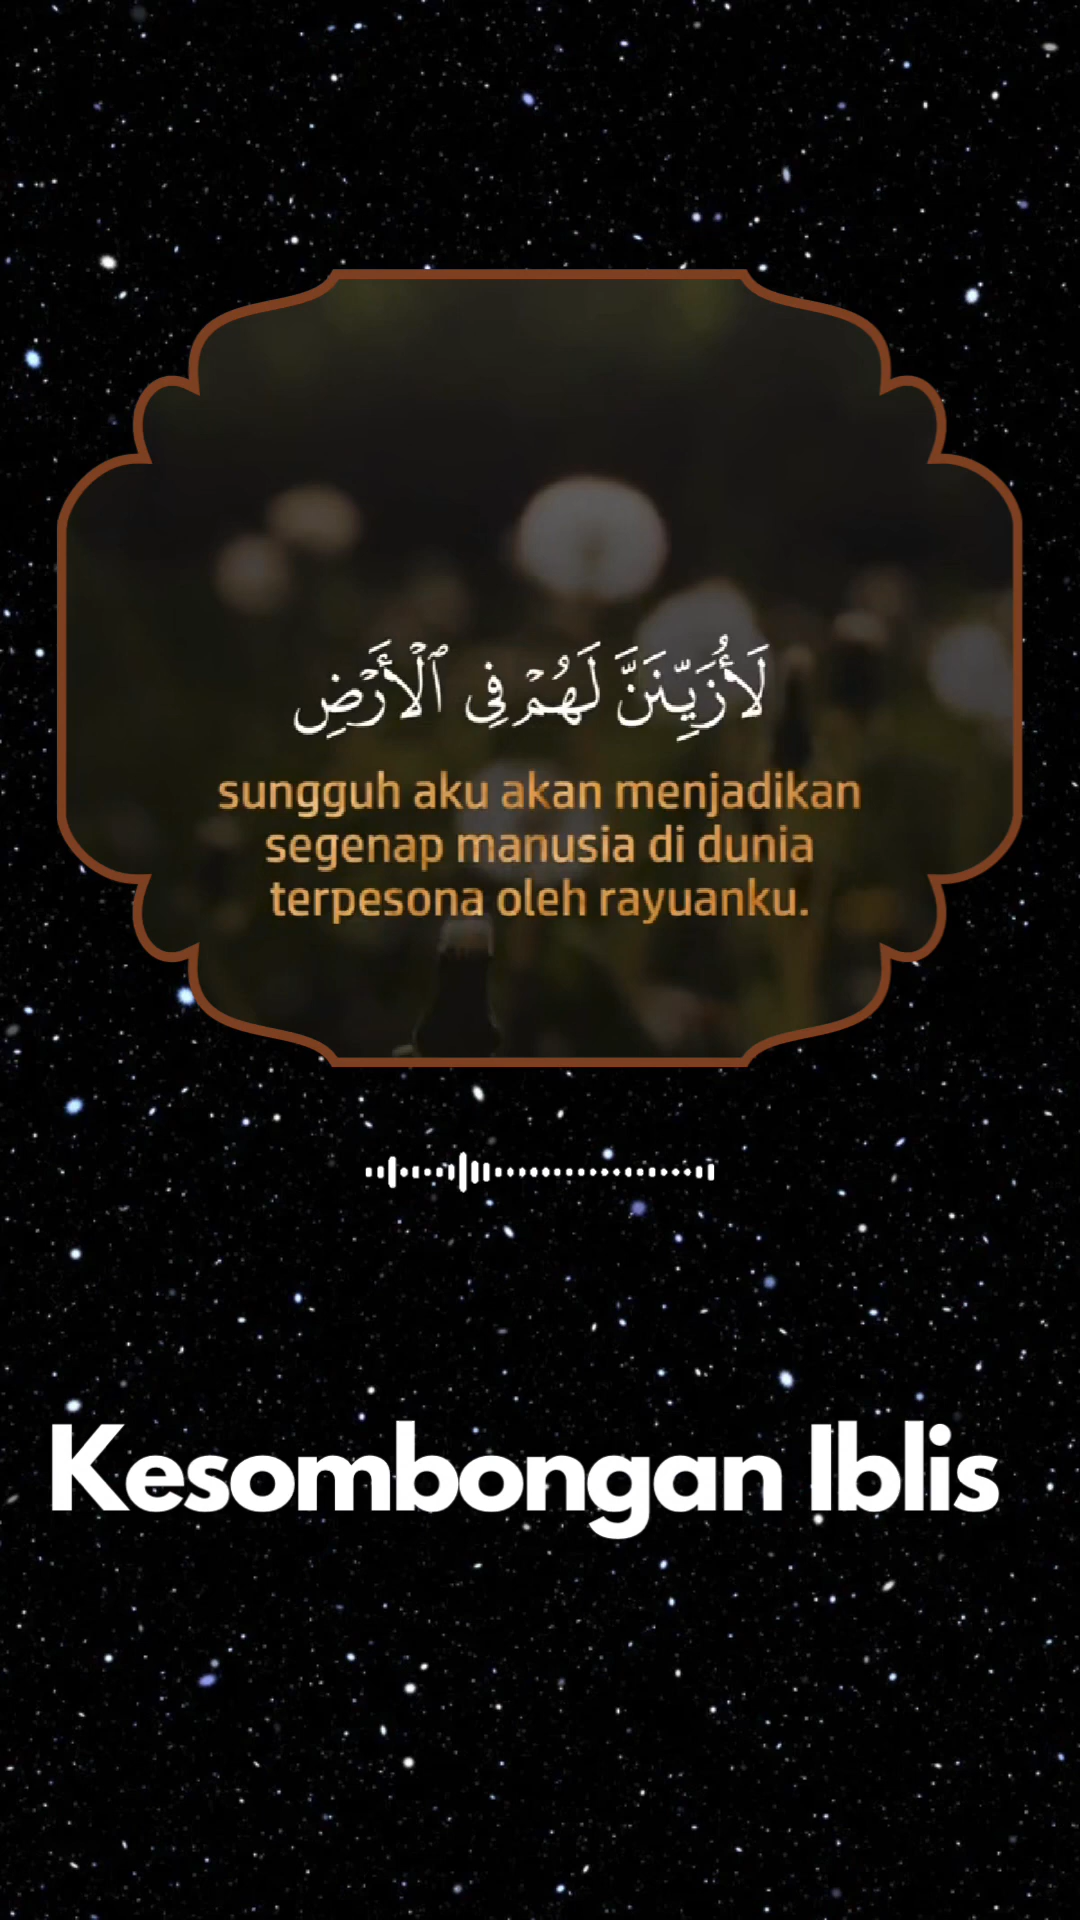 لَأُزَيِّنَنَّ لَهُمْ فِي ٱلْأَرْضِ
sungguh aku akan menjadikan
segenap manusia di dunia
terpesona oleh rayuanku.
Kesombongan Iblis